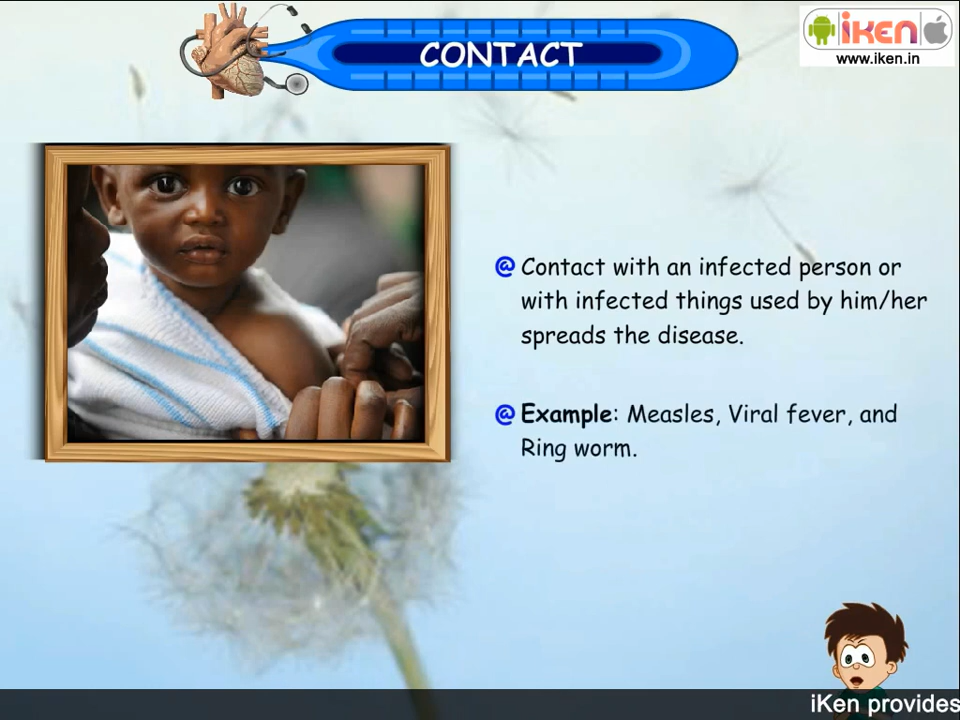 CONTACT
iKEN
www.iken.in
@ Contact with an infected person or
with infected things used by him/her
spreads the disease.
@ Example: Measles, Viral fever, and
Ring worm.
iKen provides